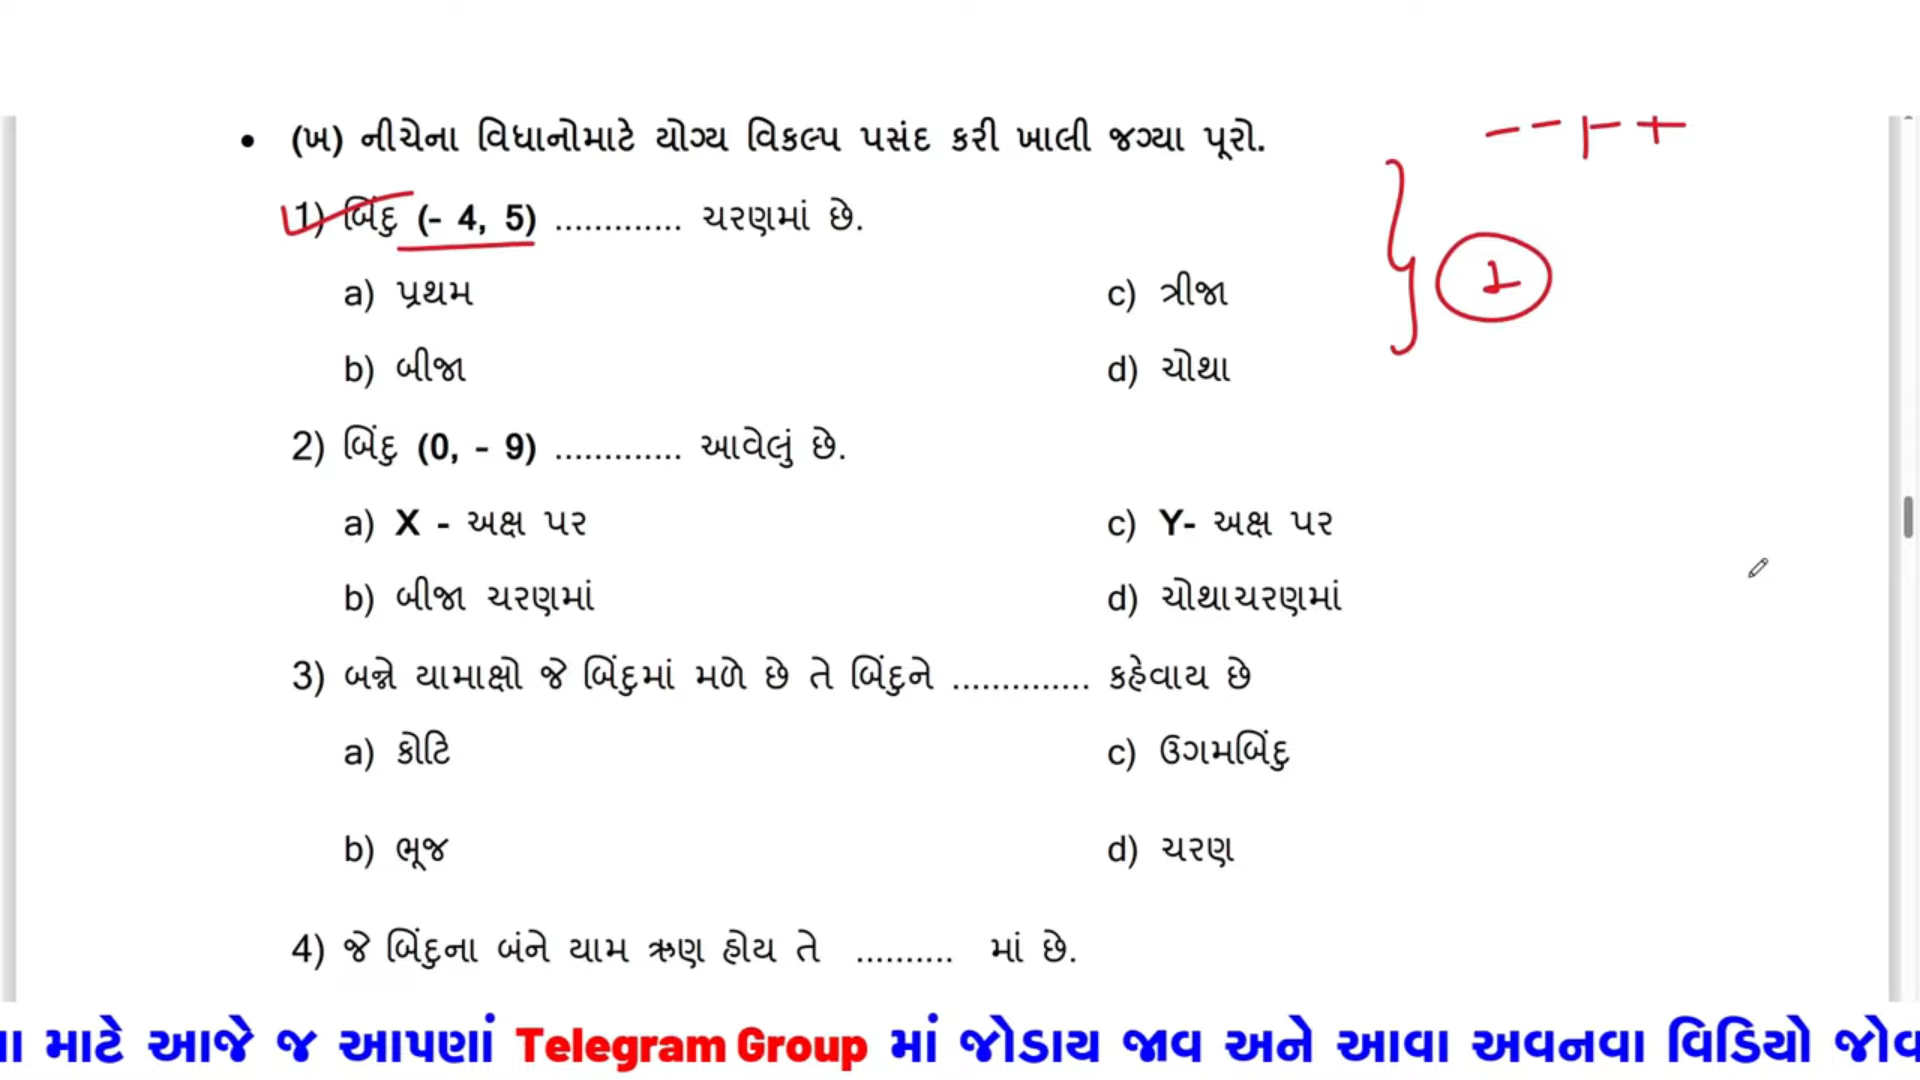 • (ખ) નીચેના વિધાનોમાટે યોગ્ય વિકલ્પ પસંદ કરી ખાલી જગ્યા પૂરો.
1) બિંદુ (- 4, 5) ............. ચરણમાં છે.
a) પ્રથમ
c) ત્રીજા
1
b) બીજા
d) ચોથા
2) બિંદુ (0, - 9) ............. આવેલું છે.
a) X - અક્ષ પર
c) Y- અક્ષ પર
b) બીજા ચરણમાં
d) ચોથાચરણમાં
3) બન્ને યામાક્ષો જે બિંદુમાં મળે છે તે બિંદુને .............. કહેવાય છે
a) કોટિ
c) ઉગમબિંદુ
b) ભૂજ
d) ચરણ
4) જે બિંદુના બંને યામ ઋણ હોય તે .......... માં છે.
માટે આજે જ આપણાં Telegram Group માં જોડાય જાવ અને આવા અવનવા વિડિયો